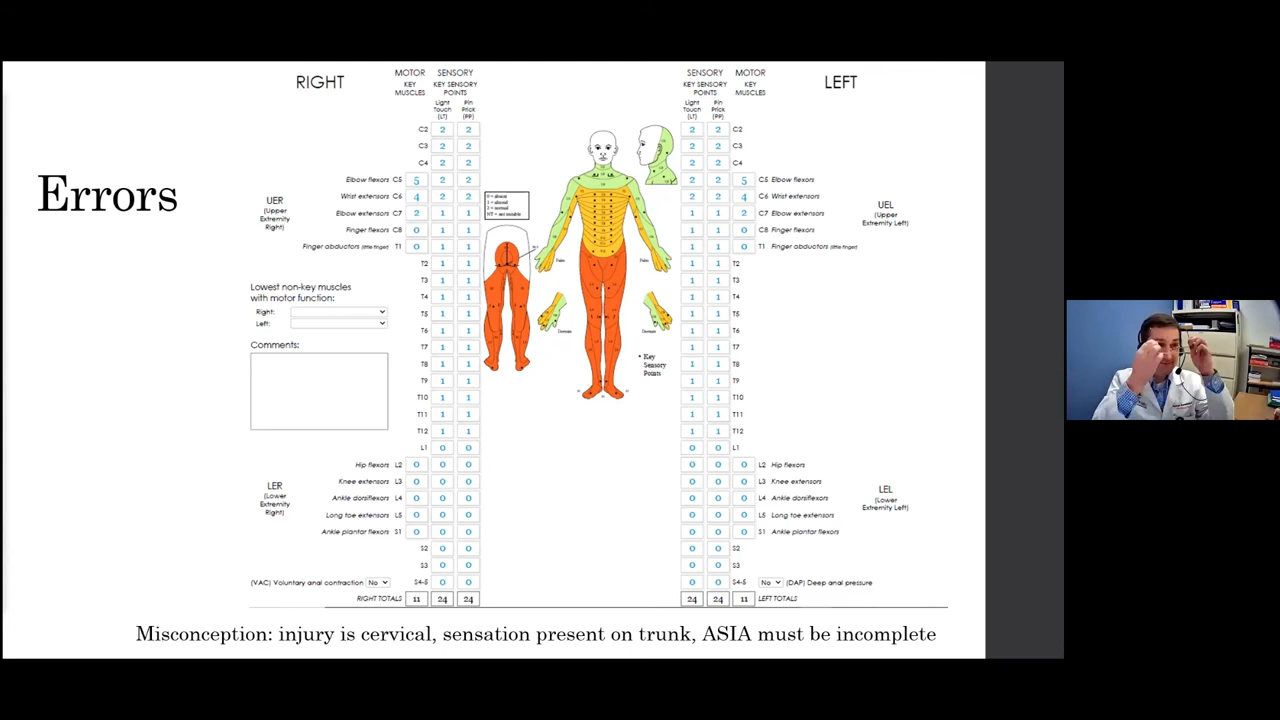 Errors
RIGHT
MOTOR
KEY
MUSCLES
SENSORY
KEY SENSORY
POINTS
Light
Touch
(LT)
Pin
Prick
(PP)
SENSORY
KEY SENSORY
POINTS
Light
Touch
(LT)
Pin
Prick
(PP)
MOTOR
KEY
MUSCLES
LEFT
C2 2 2 2 2 C2
C3 2 2 2 2 C3
C4 2 2 2 2 C4
Elbow flexors C5 5 2 2 2 2 5 C5 Elbow flexors
Wrist extensors C6 4 2 2 2 2 4 C6 Wrist extensors
Elbow extensors C7 2 1 1 1 1 2 C7 Elbow extensors
Finger flexors C8 0 1 1 1 1 0 C8 Finger flexors
Finger abductors (little finger) T1 0 1 1 1 1 0 T1 Finger abductors (little finger)
UER
(Upper
Extremity
Right)
UEL
(Upper
Extremity Left)
0 = absent
1 = altered
2 = normal
NT = not testable
T2 1 1 1 1 T2
T3 1 1 1 1 T3
T4 1 1 1 1 T4
T5 1 1 1 1 T5
T6 1 1 1 1 T6
T7 1 1 1 1 T7
T8 1 1 1 1 T8
T9 1 1 1 1 T9
T10 1 1 1 1 T10
T11 1 1 1 1 T11
T12 1 1 1 1 T12
L1 0 0 0 0 L1
Palm
Palm
Dorsum
Dorsum
• Key
Sensory
Points
Lowest non-key muscles
with motor function:
Right:
Left:
Comments:
Hip flexors L2 0 0 0 0 0 0 L2 Hip flexors
Knee extensors L3 0 0 0 0 0 0 L3 Knee extensors
Ankle dorsiflexors L4 0 0 0 0 0 0 L4 Ankle dorsiflexors
Long toe extensors L5 0 0 0 0 0 0 L5 Long toe extensors
Ankle plantar flexors S1 0 0 0 0 0 0 S1 Ankle plantar flexors
LER
(Lower
Extremity
Right)
LEL
(Lower
Extremity Left)
S2 0 0 0 0 S2
S3 0 0 0 0 S3
(VAC) Voluntary anal contraction No S4-5 0 0 0 0 S4-5 No (DAP) Deep anal pressure
RIGHT TOTALS 11 24 24 24 24 11 LEFT TOTALS
Misconception: injury is cervical, sensation present on trunk, ASIA must be incomplete